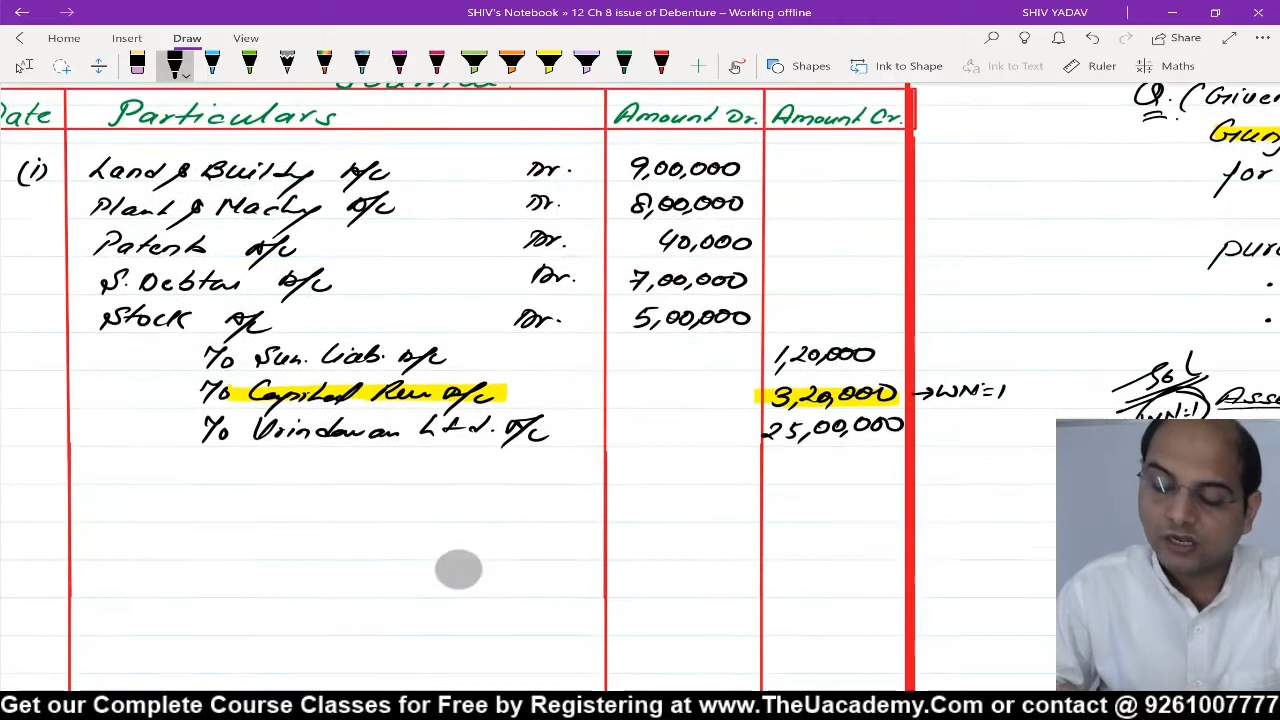 SHIV's Notebook » 12 Ch 8 issue of Debenture – Working offline
SHIV YADAV
Home Insert Draw View
Share
Shapes Ink to Shape Ink to Text Ruler Maths
Date Particulars Amount Dr. Amount Cr.
(i) Land & Building A/c Dr. 9,00,000
Plant & Machy A/c Dr. 8,00,000
Patents A/c Dr. 40,000
S. Debtors A/c Dr. 7,00,000
Stock A/c Dr. 5,00,000
To Sun. Liab. A/c 1,20,000
To Capital Res A/c 3,20,000 → WN=1
To Vrindavan Ltd. A/c 25,00,000
Q. (Given
for
Sol
(WN=1)
Get our Complete Course Classes for Free by Registering at www.TheUacademy.Com or contact @ 9261007777